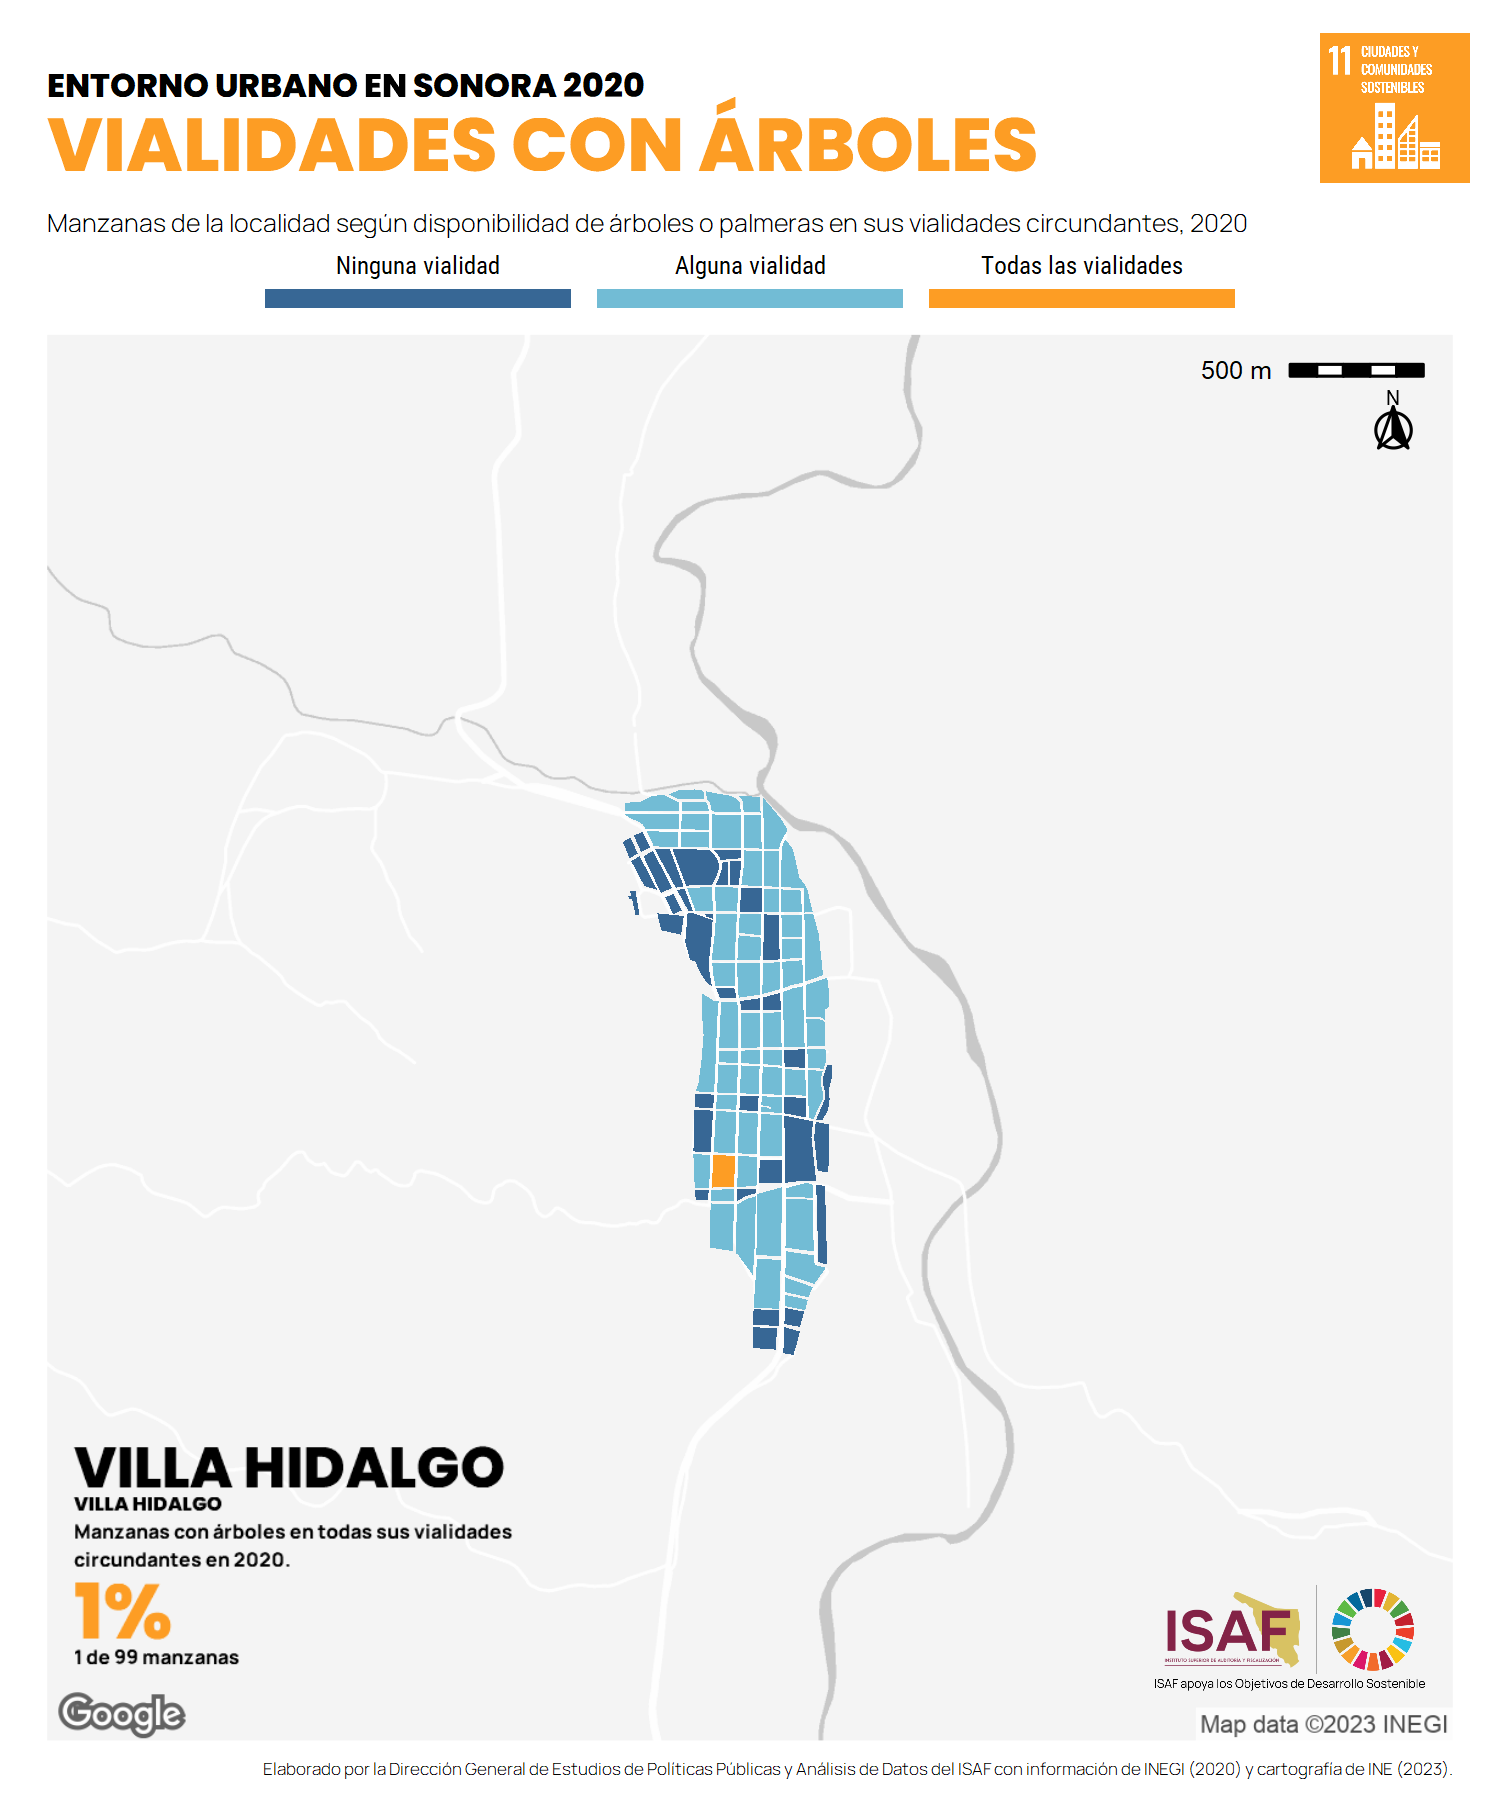 ENTORNO URBANO EN SONORA 2020
VIALIDADES CON ÁRBOLES
11 CIUDADES Y
COMUNIDADES
SOSTENIBLES
Manzanas de la localidad según disponibilidad de árboles o palmeras en sus vialidades circundantes, 2020
Ninguna vialidad Alguna vialidad Todas las vialidades
500 m
N
VILLA HIDALGO
VILLA HIDALGO
Manzanas con árboles en todas sus vialidades
circundantes en 2020.
1%
1 de 99 manzanas
ISAF
INSTITUTO SUPERIOR DE AUDITORÍA Y FISCALIZACIÓN
ISAF apoya los Objetivos de Desarrollo Sostenible
Google
Map data ©2023 INEGI
Elaborado por la Dirección General de Estudios de Políticas Públicas y Análisis de Datos del ISAF con información de INEGI (2020) y cartografía de INE (2023).